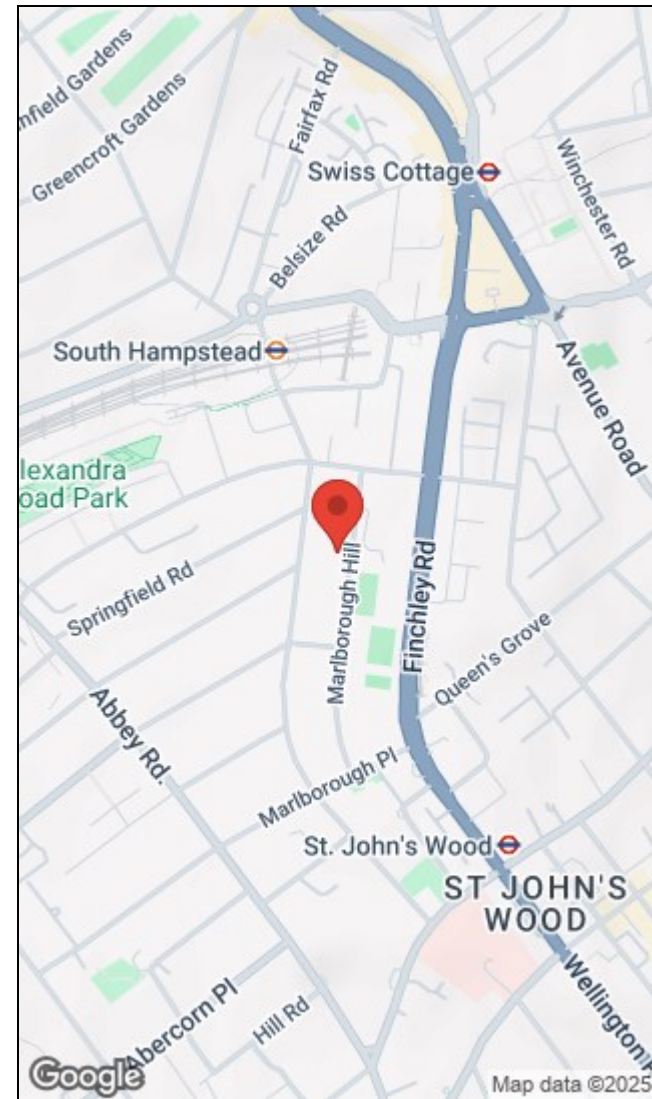 mfield Gardens
Greencroft Gardens
Fairfax Rd
Swiss Cottage
Winchester Rd
Belsize Rd
South Hampstead
Avenue Road
lexandra
oad Park
Springfield Rd
Marlborough Hill
Finchley Rd
Queen's Grove
Abbey Rd.
Marlborough Pl
St. John's Wood
ST JOHN'S
WOOD
Abercorn Pl
Hill Rd
Wellington R
Google
Map data ©2025